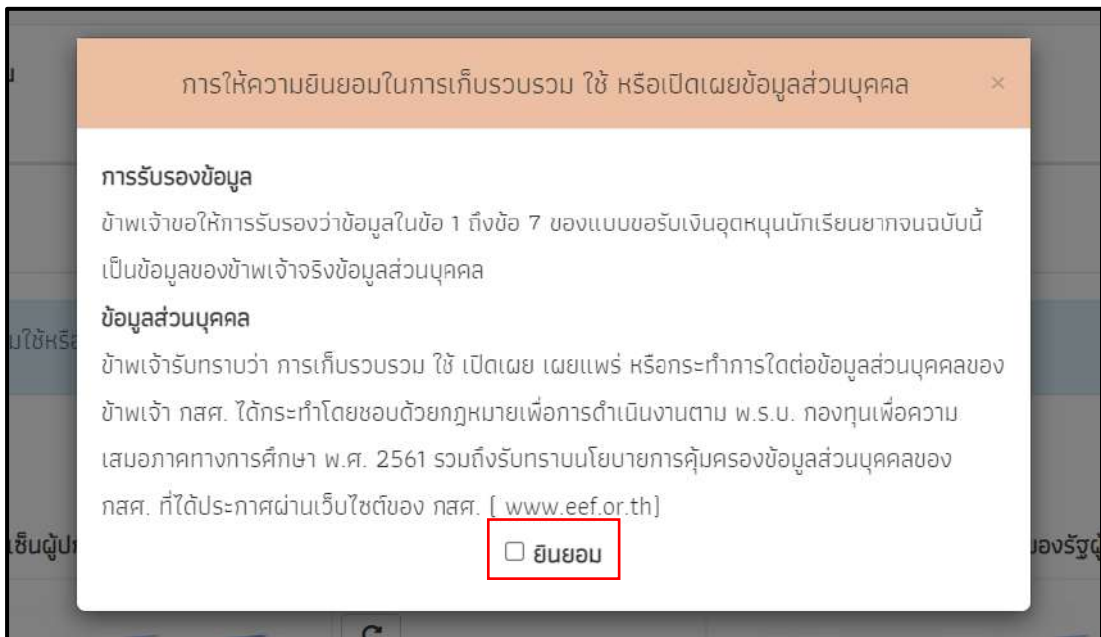 การให้ความยินยอมในการเก็บรวบรวม ใช้ หรือเปิดเผยข้อมูลส่วนบุคคล ×
การรับรองข้อมูล
ข้าพเจ้าขอให้การรับรองว่าข้อมูลในข้อ 1 ถึงข้อ 7 ของแบบขอรับเงินอุดหนุนนักเรียนยากจนฉบับนี้
เป็นข้อมูลของข้าพเจ้าจริงข้อมูลส่วนบุคคล
ข้อมูลส่วนบุคคล
ข้าพเจ้ารับทราบว่า การเก็บรวบรวม ใช้ เปิดเผย เผยแพร่ หรือกระทำการใดต่อข้อมูลส่วนบุคคลของ
ข้าพเจ้า กสศ. ได้กระทำโดยชอบด้วยกฎหมายเพื่อการดำเนินงานตาม พ.ร.บ. กองทุนเพื่อความ
เสมอภาคทางการศึกษา พ.ศ. 2561 รวมถึงรับทราบนโยบายการคุ้มครองข้อมูลส่วนบุคคลของ
กสศ. ที่ได้ประกาศผ่านเว็บไซต์ของ กสศ. ( www.eef.or.th)
ยินยอม